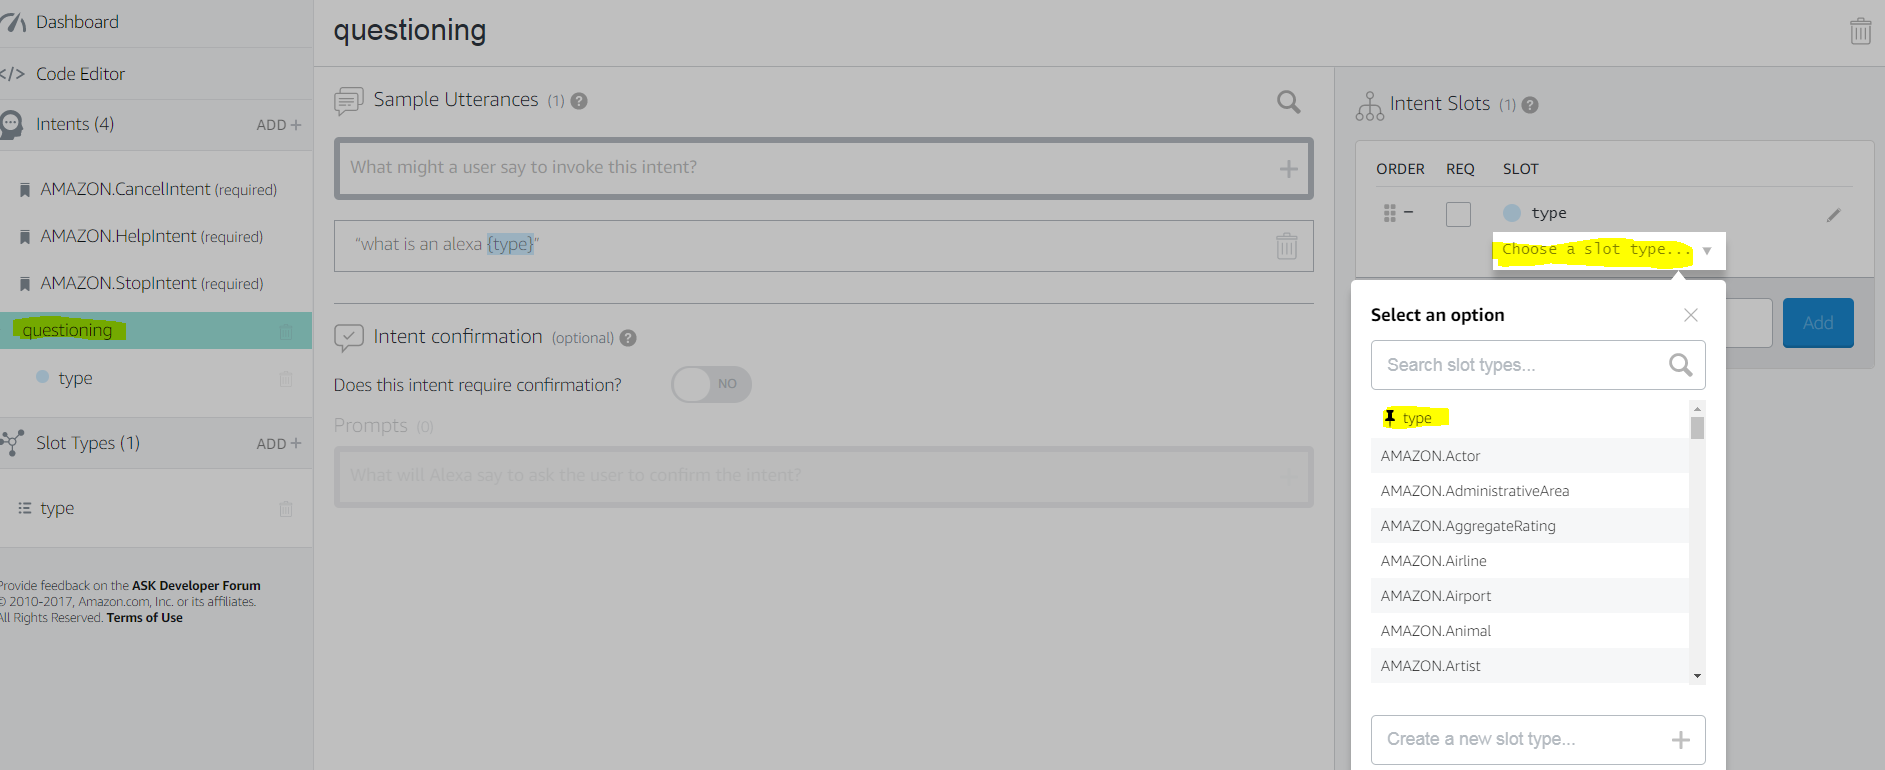 Dashboard
Code Editor
Intents (4) ADD +
AMAZON.CancelIntent (required)
AMAZON.HelpIntent (required)
AMAZON.StopIntent (required)
questioning
type
Slot Types (1) ADD +
type
Provide feedback on the ASK Developer Forum
© 2010-2017, Amazon.com, Inc. or its affiliates.
All Rights Reserved. Terms of Use
questioning
Sample Utterances (1) ?
What might a user say to invoke this intent? +
“what is an alexa {type}”
Intent confirmation (optional) ?
Does this intent require confirmation? NO
Prompts (0)
What will Alexa say to ask the user to confirm the intent?
Intent Slots (1) ?
ORDER REQ SLOT
type
Choose a slot type...
Add
Select an option
Search slot types...
type
AMAZON.Actor
AMAZON.AdministrativeArea
AMAZON.AggregateRating
AMAZON.Airline
AMAZON.Airport
AMAZON.Animal
AMAZON.Artist
Create a new slot type... +